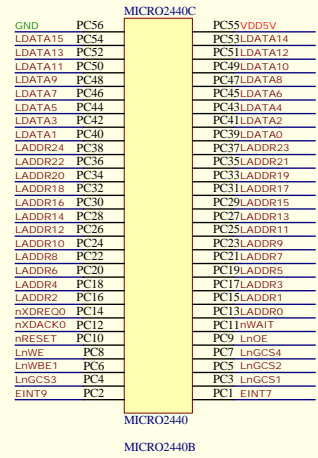 MICRO2440C
GND PC56 PC55 VDD5V
LDATA15 PC54 PC53 LDATA14
LDATA13 PC52 PC51 LDATA12
LDATA11 PC50 PC49 LDATA10
LDATA9 PC48 PC47 LDATA8
LDATA7 PC46 PC45 LDATA6
LDATA5 PC44 PC43 LDATA4
LDATA3 PC42 PC41 LDATA2
LDATA1 PC40 PC39 LDATA0
LADDR24 PC38 PC37 LADDR23
LADDR22 PC36 PC35 LADDR21
LADDR20 PC34 PC33 LADDR19
LADDR18 PC32 PC31 LADDR17
LADDR16 PC30 PC29 LADDR15
LADDR14 PC28 PC27 LADDR13
LADDR12 PC26 PC25 LADDR11
LADDR10 PC24 PC23 LADDR9
LADDR8 PC22 PC21 LADDR7
LADDR6 PC20 PC19 LADDR5
LADDR4 PC18 PC17 LADDR3
LADDR2 PC16 PC15 LADDR1
nXDREQ0 PC14 PC13 LADDR0
nXDACK0 PC12 PC11 nWAIT
nRESET PC10 PC9 LnOE
LnWE PC8 PC7 LnGCS4
LnWBE1 PC6 PC5 LnGCS2
LnGCS3 PC4 PC3 LnGCS1
EINT9 PC2 PC1 EINT7
MICRO2440
MICRO2440B